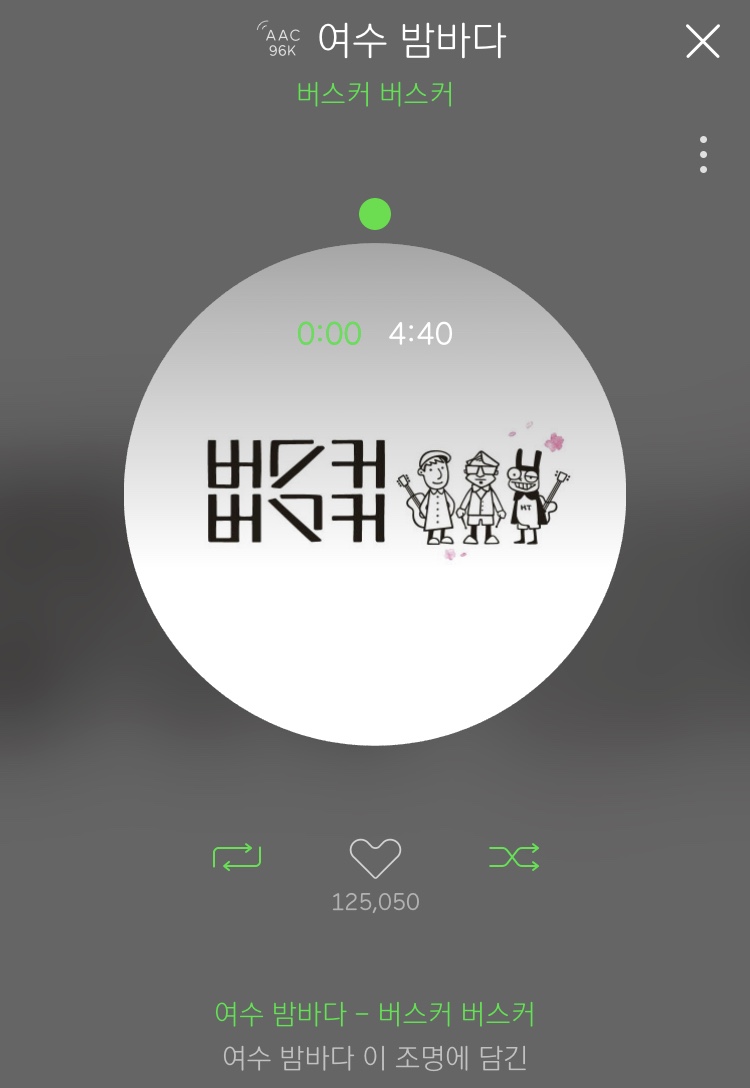 AAC
96K
여수 밤바다
버스커 버스커
0:00 4:40
버스커
버스커
HT
125,050
여수 밤바다 – 버스커 버스커
여수 밤바다 이 조명에 담긴